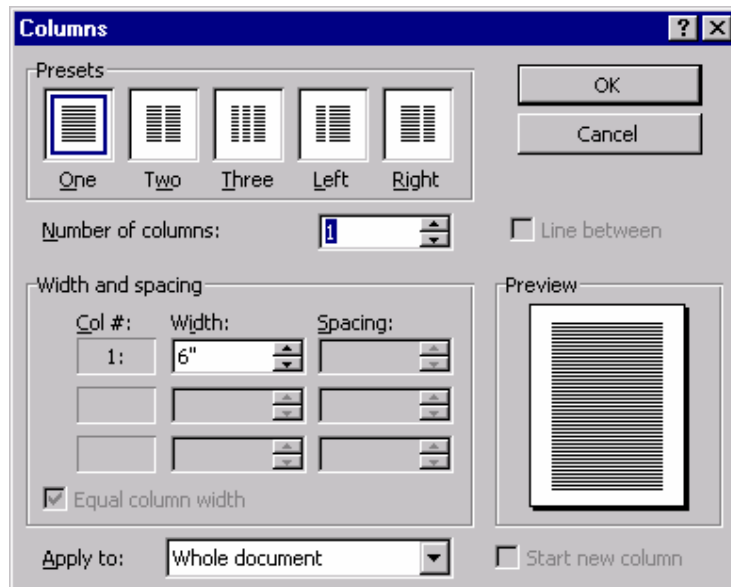 Columns
Presets
One Two Three Left Right
OK
Cancel
Number of columns: 1
Line between
Width and spacing
Col #: Width: Spacing:
1: 6"
Equal column width
Preview
Apply to: Whole document
Start new column